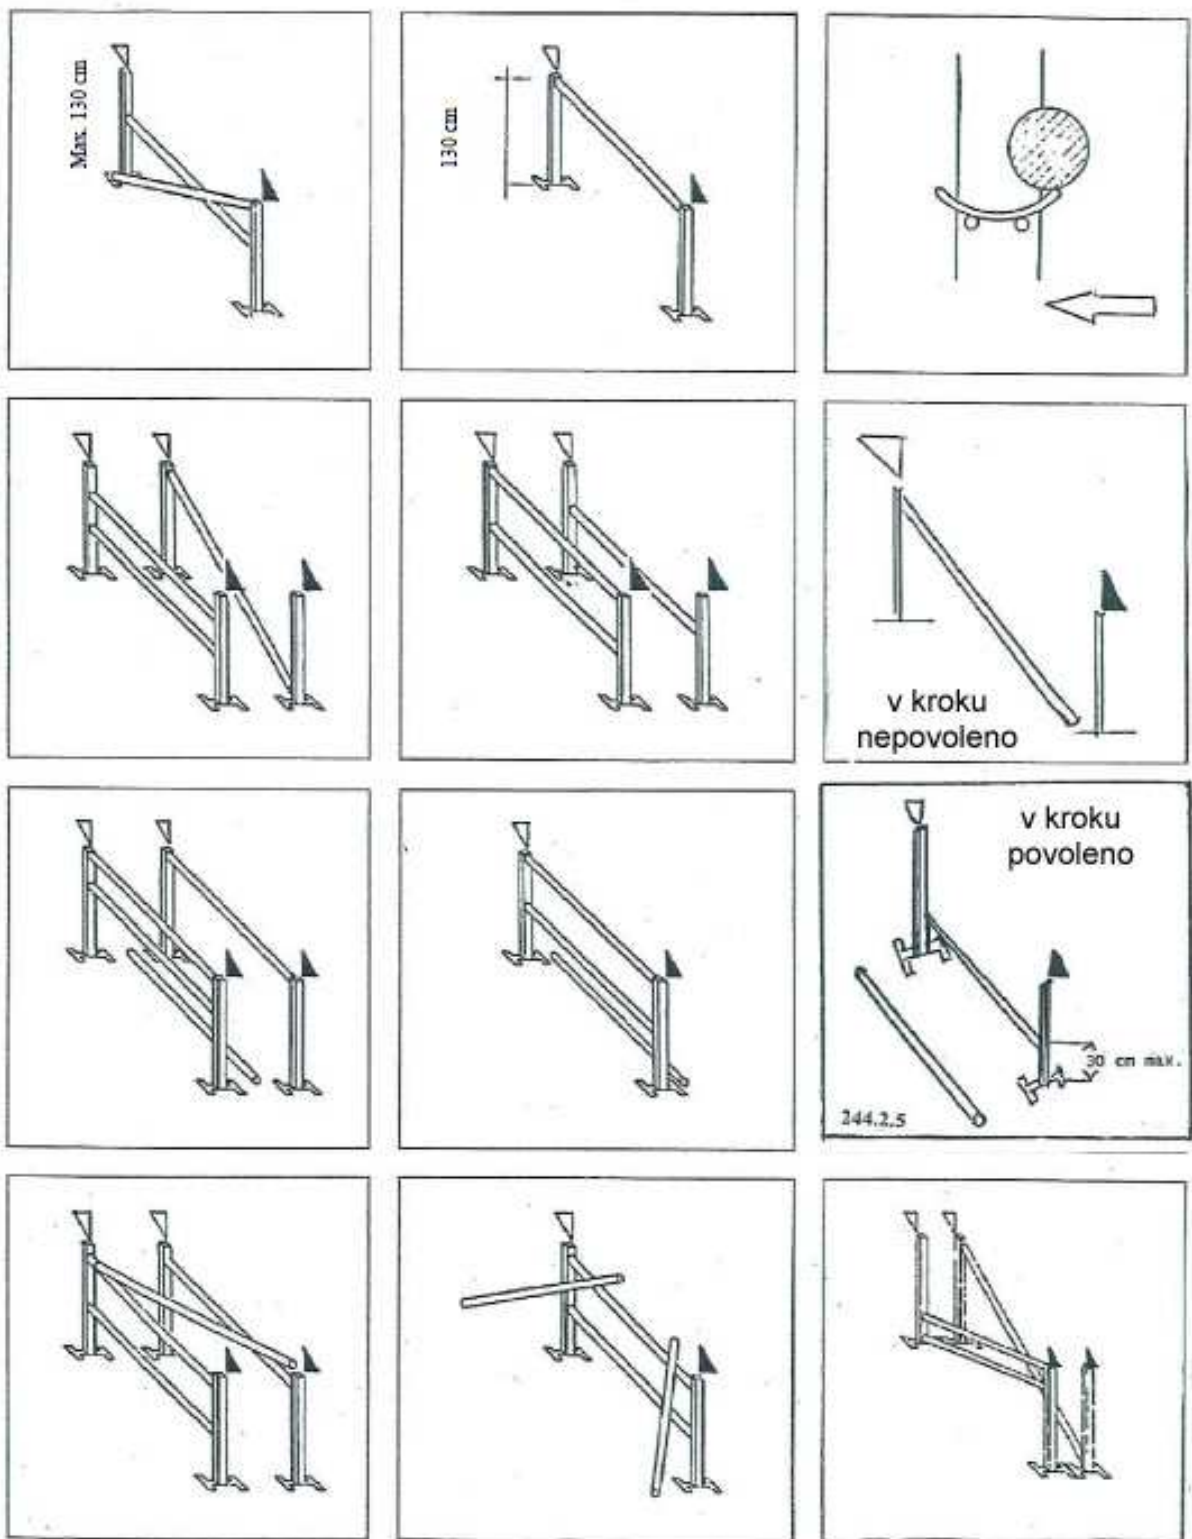 Max. 130 cm
130 cm
v kroku
nepovoleno
v kroku
povoleno
30 cm max.
244.2.5